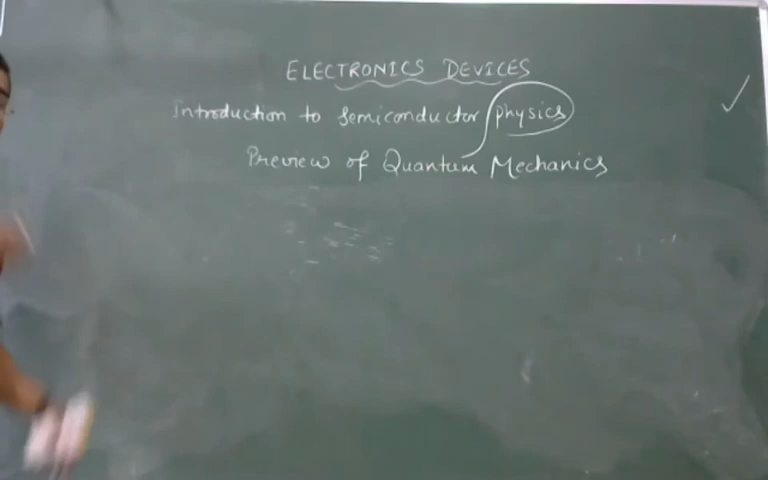 ELECTRONICS DEVICES
Introduction to semiconductor physics
Preview of Quantum Mechanics